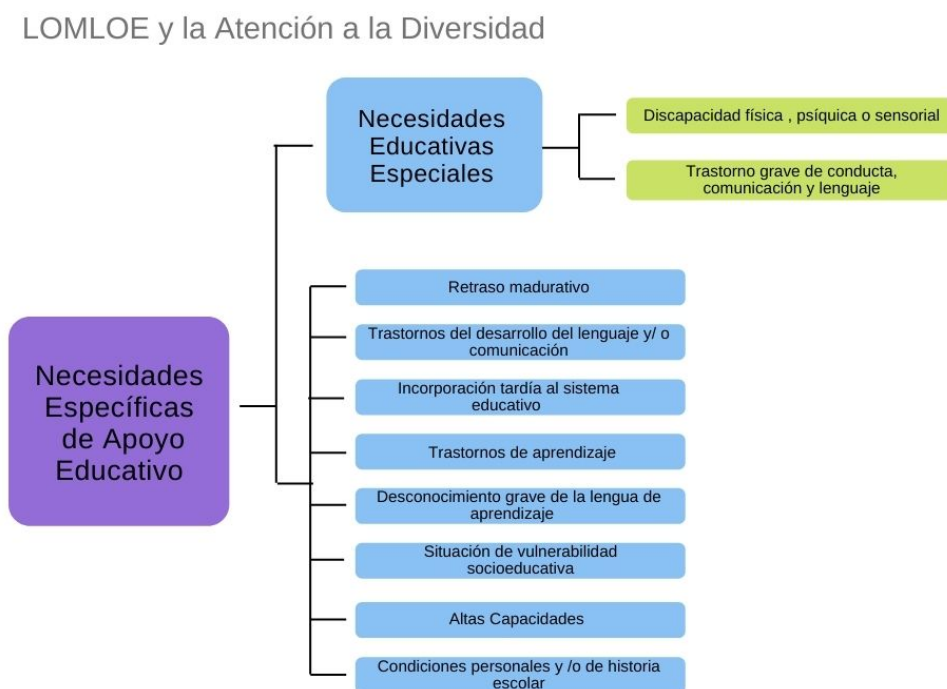 LOMLOE y la Atención a la Diversidad
Necesidades
Educativas
Especiales
Discapacidad física , psíquica o sensorial
Trastorno grave de conducta,
comunicación y lenguaje
Necesidades
Específicas
de Apoyo
Educativo
Retraso madurativo
Trastornos del desarrollo del lenguaje y/ o
comunicación
Incorporación tardía al sistema
educativo
Trastornos de aprendizaje
Desconocimiento grave de la lengua de
aprendizaje
Situación de vulnerabilidad
socioeducativa
Altas Capacidades
Condiciones personales y /o de historia
escolar